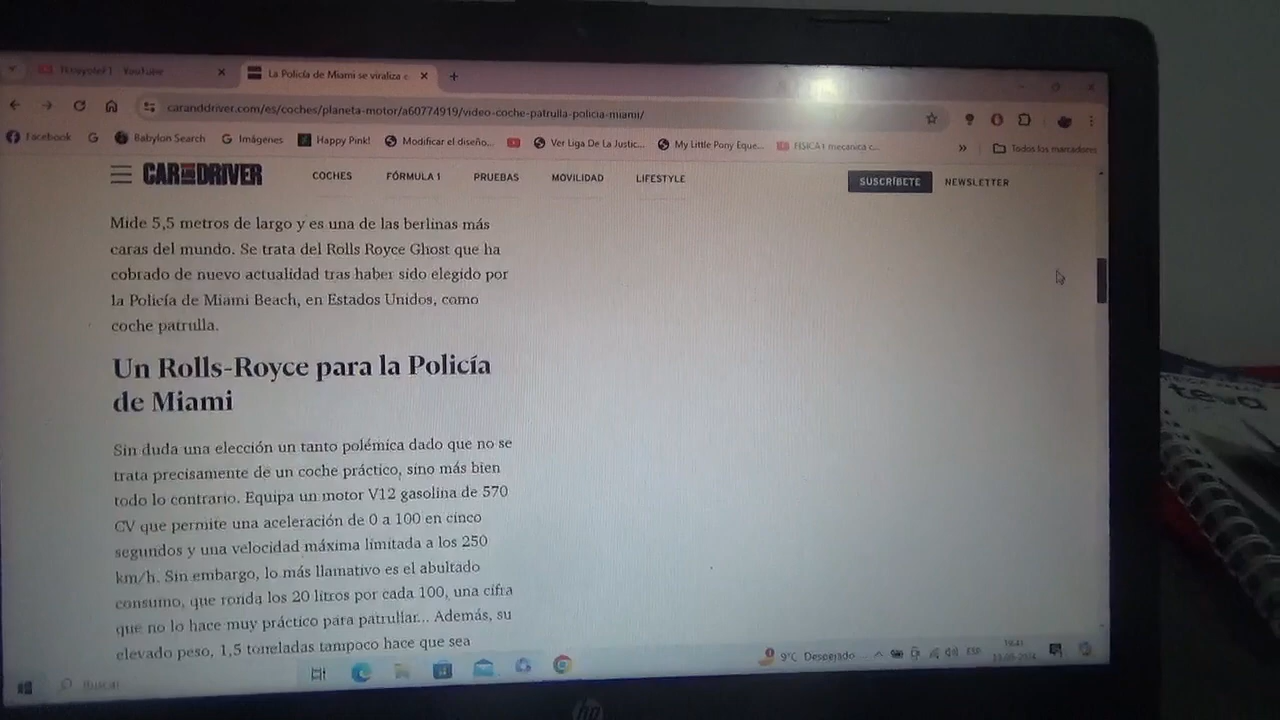 La Policía de Miami se viraliza c
caranddriver.com/es/coches/planeta-motor/a60774919/video-coche-patrulla-policia-miami/
Facebook Babylon Search Imágenes Happy Pink! Modificar el diseño... Ver Liga De La Justic... My Little Pony Eque... FISICA1 mecanica c... » Todos los marcadores
CAR AND DRIVER COCHES FÓRMULA 1 PRUEBAS MOVILIDAD LIFESTYLE SUSCRÍBETE NEWSLETTER
Mide 5,5 metros de largo y es una de las berlinas más
caras del mundo. Se trata del Rolls Royce Ghost que ha
cobrado de nuevo actualidad tras haber sido elegido por
la Policía de Miami Beach, en Estados Unidos, como
coche patrulla.
Un Rolls-Royce para la Policía
de Miami
Sin duda una elección un tanto polémica dado que no se
trata precisamente de un coche práctico, sino más bien
todo lo contrario. Equipa un motor V12 gasolina de 570
CV que permite una aceleración de 0 a 100 en cinco
segundos y una velocidad máxima limitada a los 250
km/h. Sin embargo, lo más llamativo es el abultado
consumo, que ronda los 20 litros por cada 100, una cifra
que no lo hace muy práctico para patrullar... Además, su
elevado peso, 1,5 toneladas tampoco hace que sea
Buscar 9°C Despejado ESP 19:41
hp